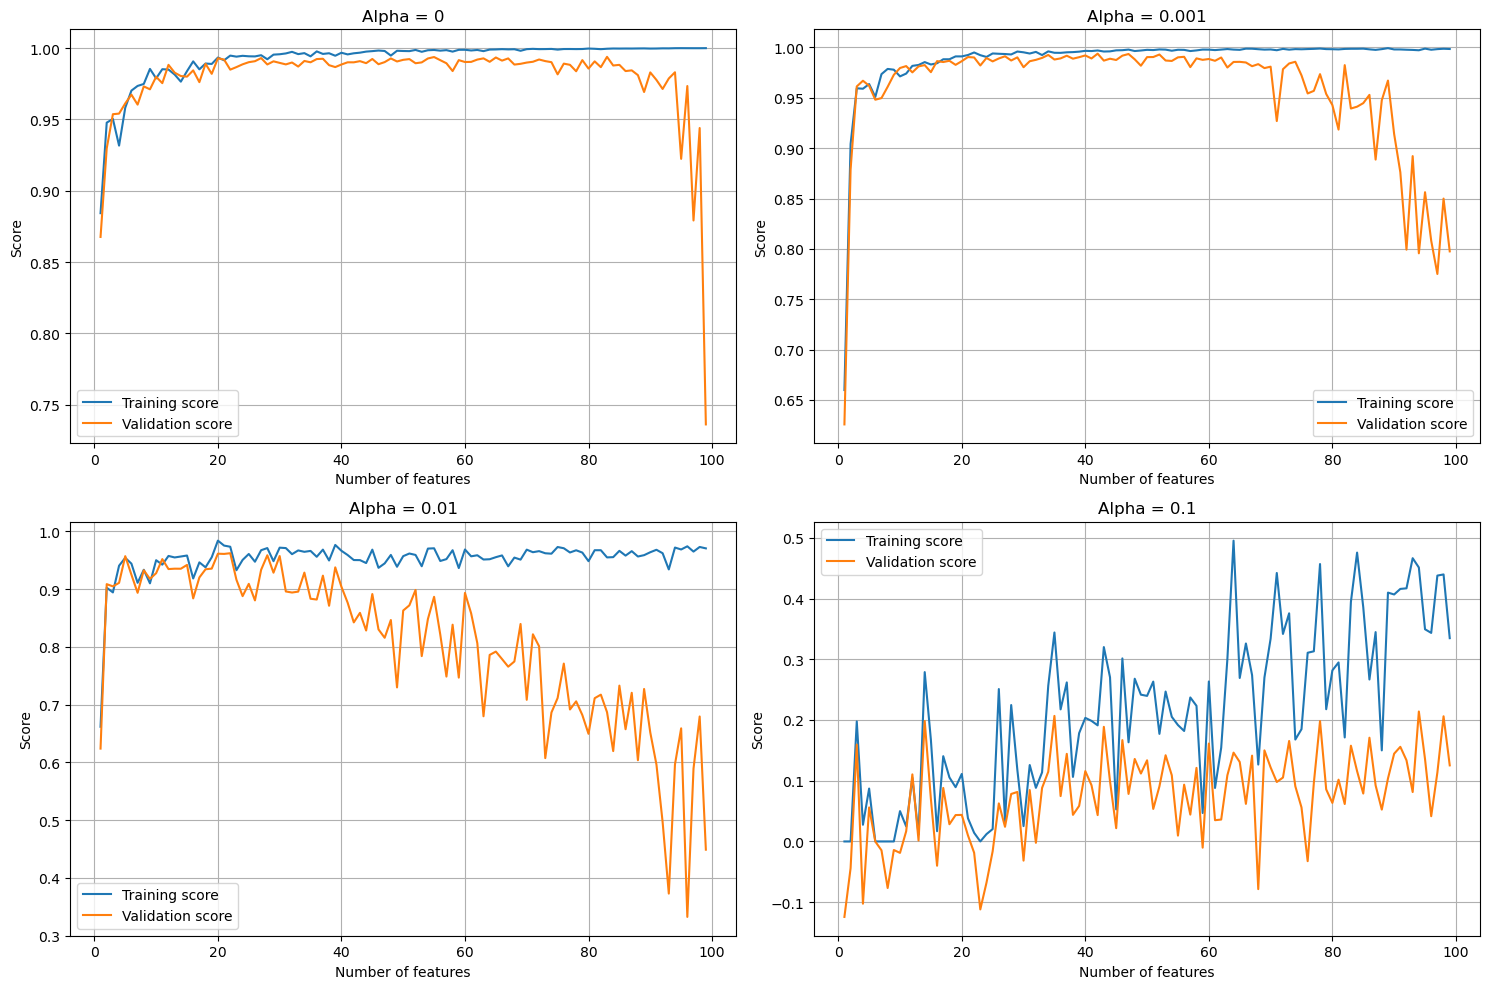 Alpha = 0
1.00
0.95
0.90
0.85
0.80
0.75
Score
Training score
Validation score
0 20 40 60 80 100
Number of features
Alpha = 0.001
1.00
0.95
0.90
0.85
0.80
0.75
0.70
0.65
Score
Training score
Validation score
0 20 40 60 80 100
Number of features
Alpha = 0.01
1.0
0.9
0.8
0.7
0.6
0.5
0.4
0.3
Score
Training score
Validation score
0 20 40 60 80 100
Number of features
Alpha = 0.1
Training score
Validation score
0.5
0.4
0.3
0.2
0.1
0.0
−0.1
Score
0 20 40 60 80 100
Number of features